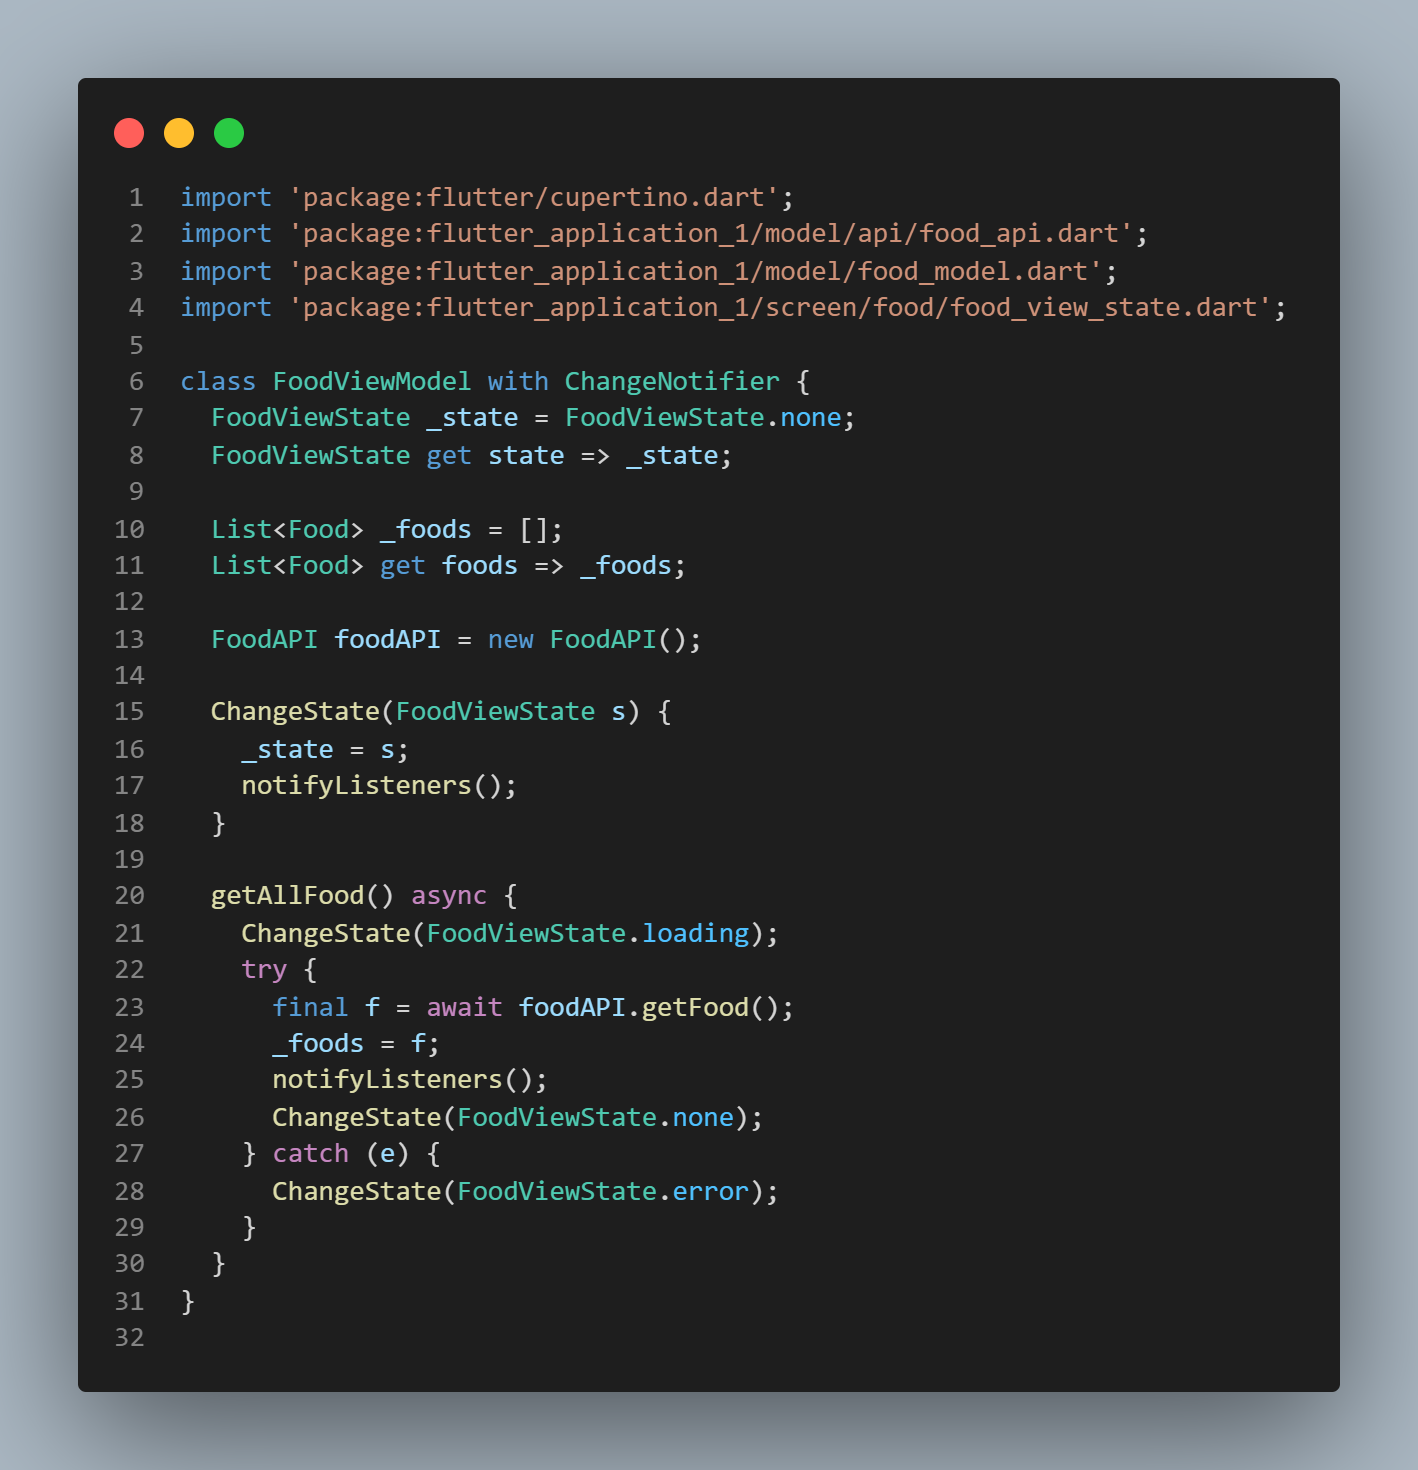 1 import 'package:flutter/cupertino.dart';
2 import 'package:flutter_application_1/model/api/food_api.dart';
3 import 'package:flutter_application_1/model/food_model.dart';
4 import 'package:flutter_application_1/screen/food/food_view_state.dart';
5
6 class FoodViewModel with ChangeNotifier {
7   FoodViewState _state = FoodViewState.none;
8   FoodViewState get state => _state;
9
10   List<Food> _foods = [];
11   List<Food> get foods => _foods;
12
13   FoodAPI foodAPI = new FoodAPI();
14
15   ChangeState(FoodViewState s) {
16     _state = s;
17     notifyListeners();
18   }
19
20   getAllFood() async {
21     ChangeState(FoodViewState.loading);
22     try {
23       final f = await foodAPI.getFood();
24       _foods = f;
25       notifyListeners();
26       ChangeState(FoodViewState.none);
27     } catch (e) {
28       ChangeState(FoodViewState.error);
29     }
30   }
31 }
32